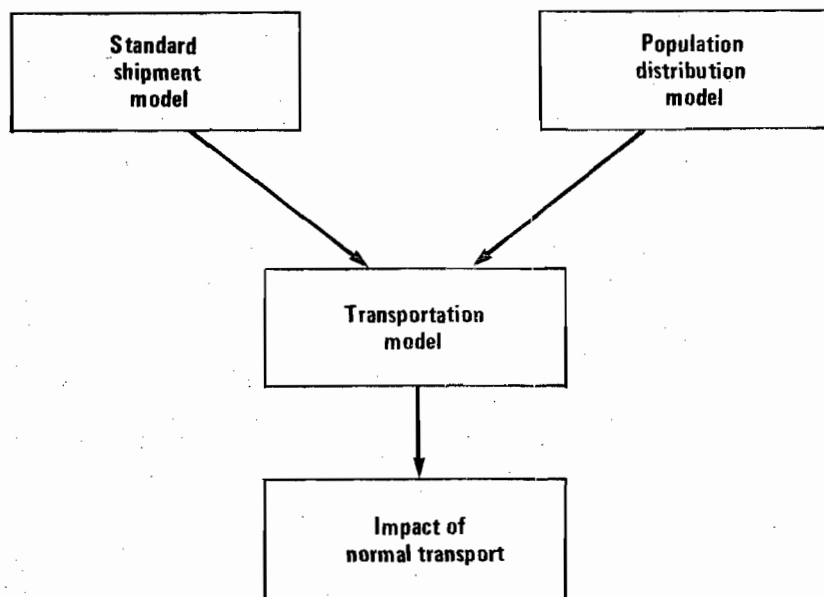 Standard
shipment
model
Population
distribution
model
Transportation
model
Impact of
normal transport